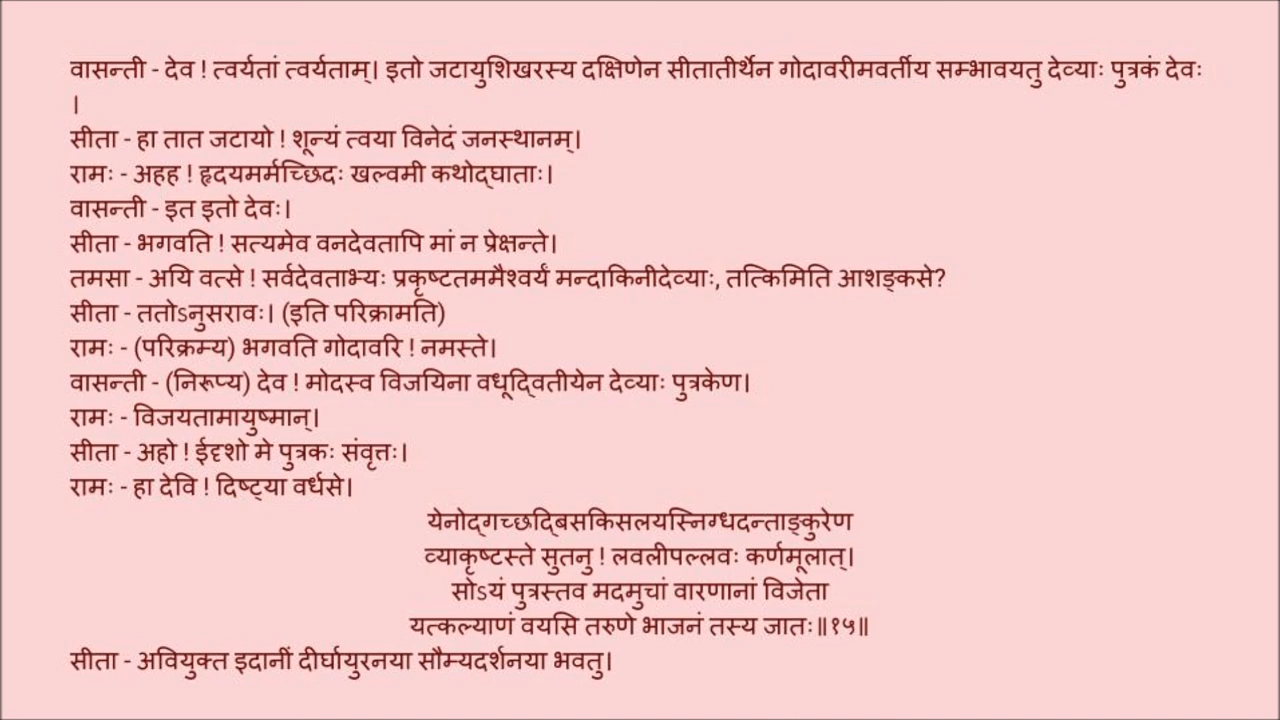 वासन्ती - देव ! त्वर्यतां त्वर्यताम्। इतो जटायुशिखरस्य दक्षिणेन सीतातीर्थेन गोदावरीमवर्तीय सम्भावयतु देव्याः पुत्रकं देवः
।
सीता - हा तात जटायो ! शून्यं त्वया विनेदं जनस्थानम्।
रामः - अहह ! हृदयमर्मच्छिदः खल्वमी कथोद्घाताः।
वासन्ती - इत इतो देवः।
सीता - भगवति ! सत्यमेव वनदेवतापि मां न प्रेक्षन्ते।
तमसा - अयि वत्से ! सर्वदेवताभ्यः प्रकृष्टतममैश्वर्यं मन्दाकिनीदेव्याः, तत्किमिति आशङ्कसे?
सीता - ततोऽनुसरावः। (इति परिक्रामति)
रामः - (परिक्रम्य) भगवति गोदावरि ! नमस्ते।
वासन्ती - (निरूप्य) देव ! मोदस्व विजयिना वधूद्वितीयेन देव्याः पुत्रकेण।
रामः - विजयतामायुष्मान्।
सीता - अहो ! ईदृशो मे पुत्रकः संवृत्तः।
रामः - हा देवि ! दिष्ट्या वर्धसे।
येनोद्गच्छद्बिसकिसलयस्निग्धदन्ताङ्कुरेण
व्याकृष्टस्ते सुतनु ! लवलीपल्लवः कर्णमूलात्।
सोऽयं पुत्रस्तव मदमुचां वारणानां विजेता
यत्कल्याणं वयसि तरुणे भाजनं तस्य जातः॥१५॥
सीता - अवियुक्त इदानीं दीर्घायुरनया सौम्यदर्शनया भवतु।